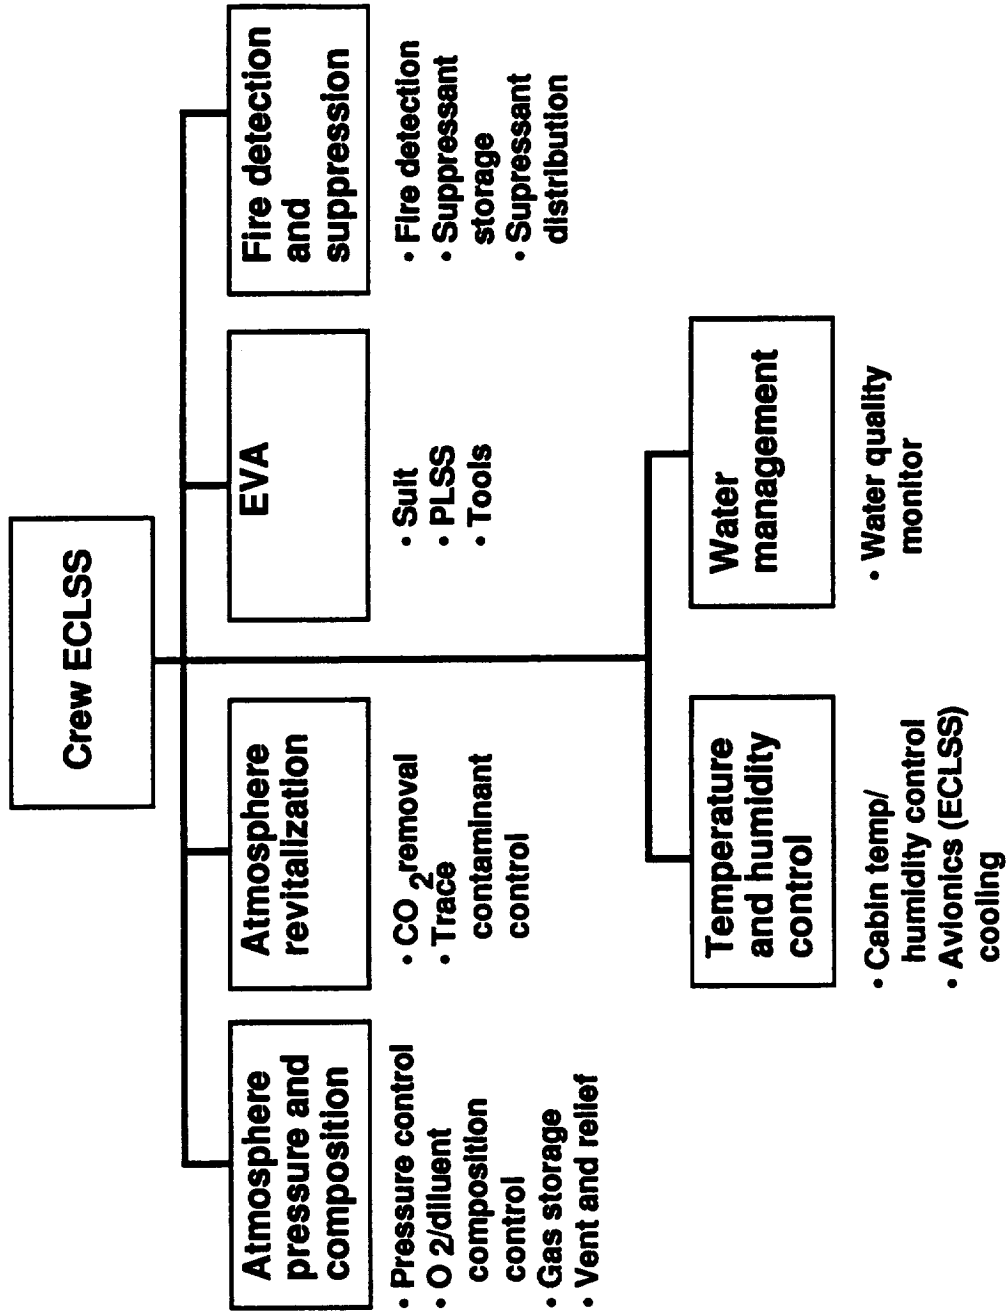 Crew ECLSS
Atmosphere
pressure and
composition
• Pressure control
• O 2/diluent
composition
control
• Gas storage
• Vent and relief
Atmosphere
revitalization
• CO 2 removal
• Trace
contaminant
control
EVA
• Suit
• PLSS
• Tools
Fire detection
and
suppression
• Fire detection
• Suppressant
storage
• Supressant
distribution
Temperature
and humidity
control
• Cabin temp/
humidity control
• Avionics (ECLSS)
cooling
Water
management
• Water quality
monitor